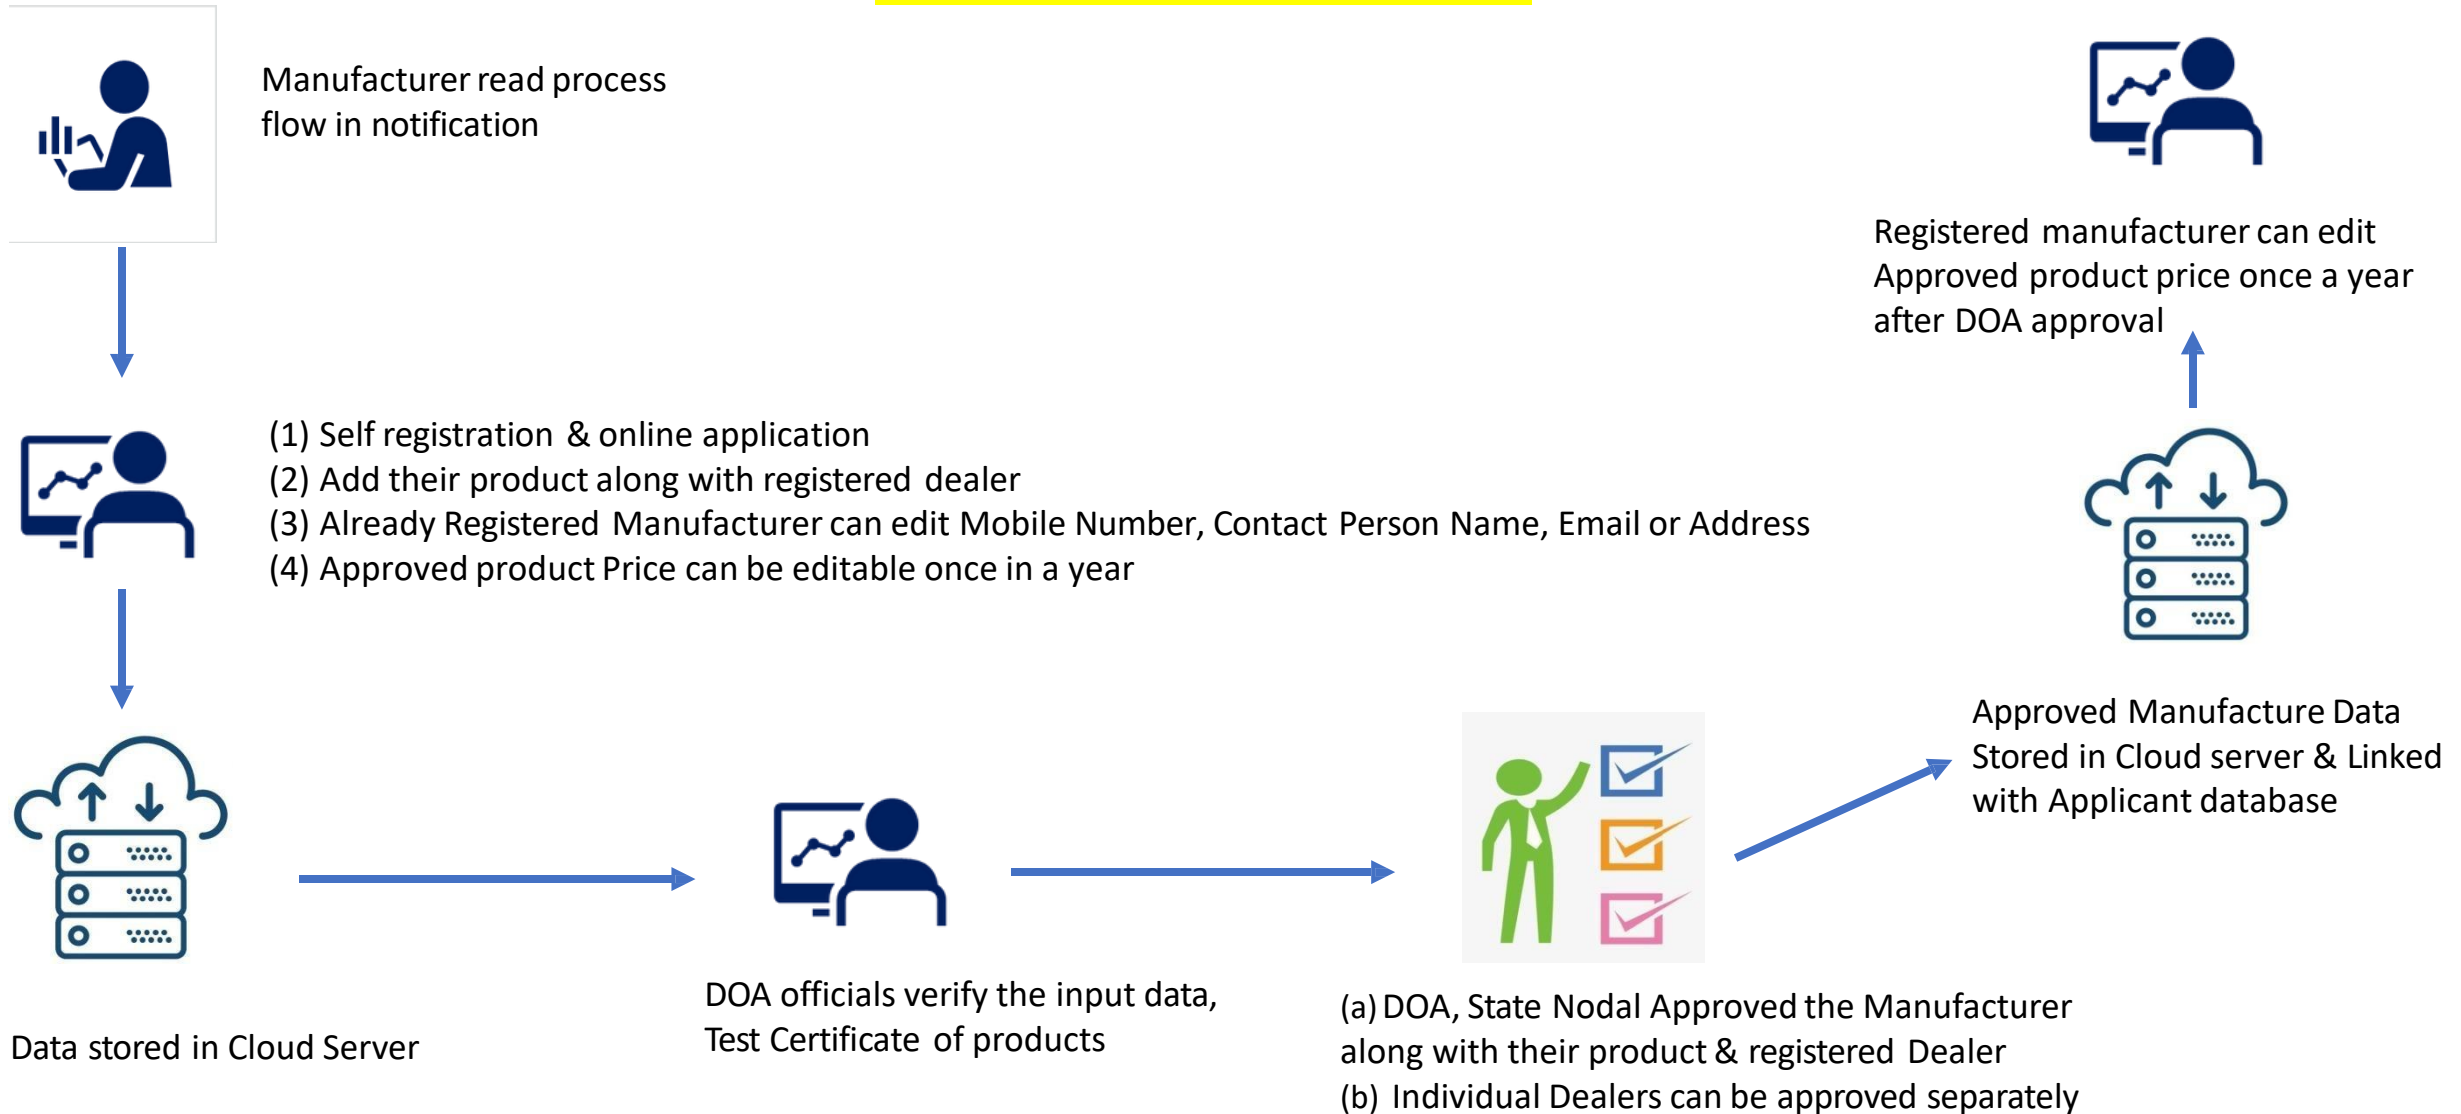 Manufacturer read process
flow in notification
(1) Self registration & online application
(2) Add their product along with registered dealer
(3) Already Registered Manufacturer can edit Mobile Number, Contact Person Name, Email or Address
(4) Approved product Price can be editable once in a year
Data stored in Cloud Server
DOA officials verify the input data,
Test Certificate of products
(a) DOA, State Nodal Approved the Manufacturer
along with their product & registered Dealer
(b) Individual Dealers can be approved separately
Approved Manufacture Data
Stored in Cloud server & Linked
with Applicant database
Registered manufacturer can edit
Approved product price once a year
after DOA approval